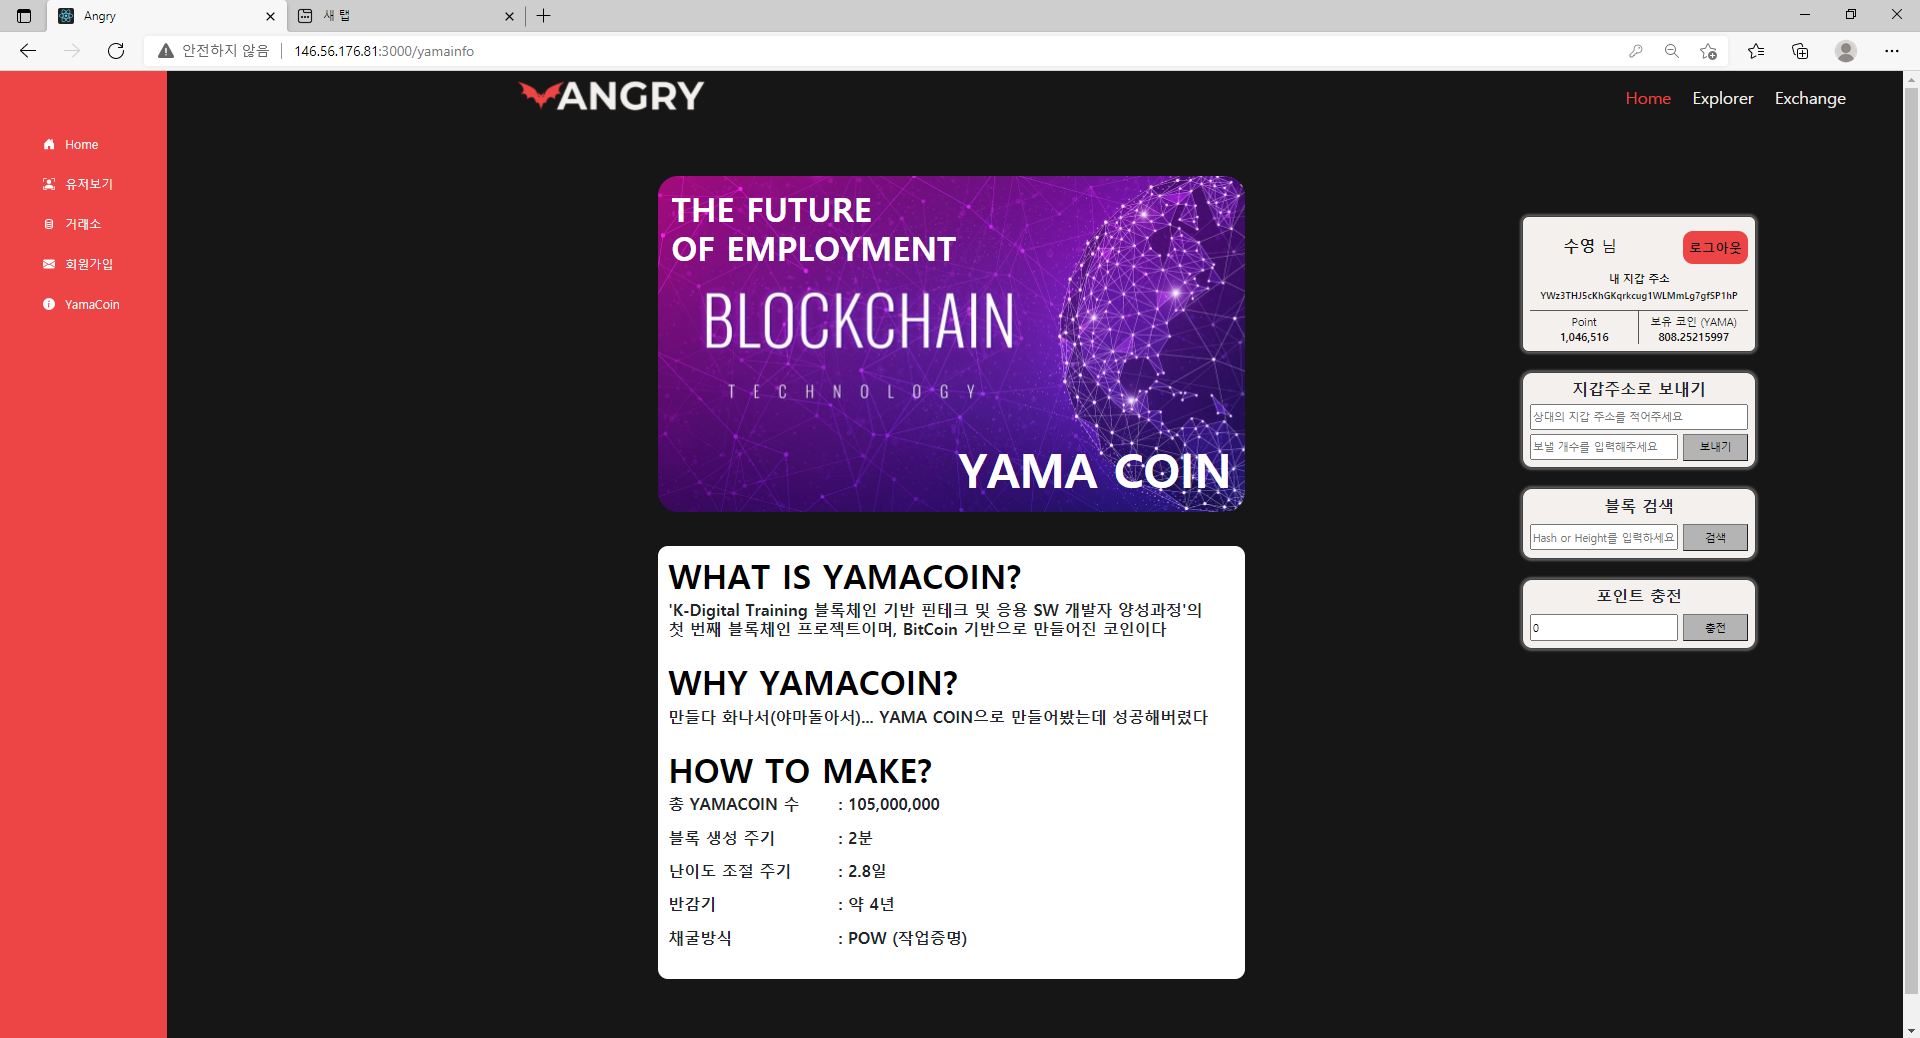 Angry
새 탭
안전하지 않음
146.56.176.81:3000/yamainfo
ANGRY
Home
Explorer
Exchange
Home
유저보기
거래소
회원가입
YamaCoin
THE FUTURE
OF EMPLOYMENT
BLOCKCHAIN
TECHNOLOGY
YAMA COIN
WHAT IS YAMACOIN?
'K-Digital Training 블록체인 기반 핀테크 및 응용 SW 개발자 양성과정'의
첫 번째 블록체인 프로젝트이며, BitCoin 기반으로 만들어진 코인이다
WHY YAMACOIN?
만들다 화나서(야마돌아서)... YAMA COIN으로 만들어봤는데 성공해버렸다
HOW TO MAKE?
총 YAMACOIN 수 : 105,000,000
블록 생성 주기 : 2분
난이도 조절 주기 : 2.8일
반감기 : 약 4년
채굴방식 : POW (작업증명)
수영 님
로그아웃
내 지갑 주소
YWz3THJ5cKhGKqrkcug1WLMmLg7gfSP1hP
Point
1,046,516
보유 코인 (YAMA)
808.25215997
지갑주소로 보내기
상대의 지갑 주소를 적어주세요
보낼 개수를 입력해주세요
보내기
블록 검색
Hash or Height를 입력하세요
검색
포인트 충전
0
충전